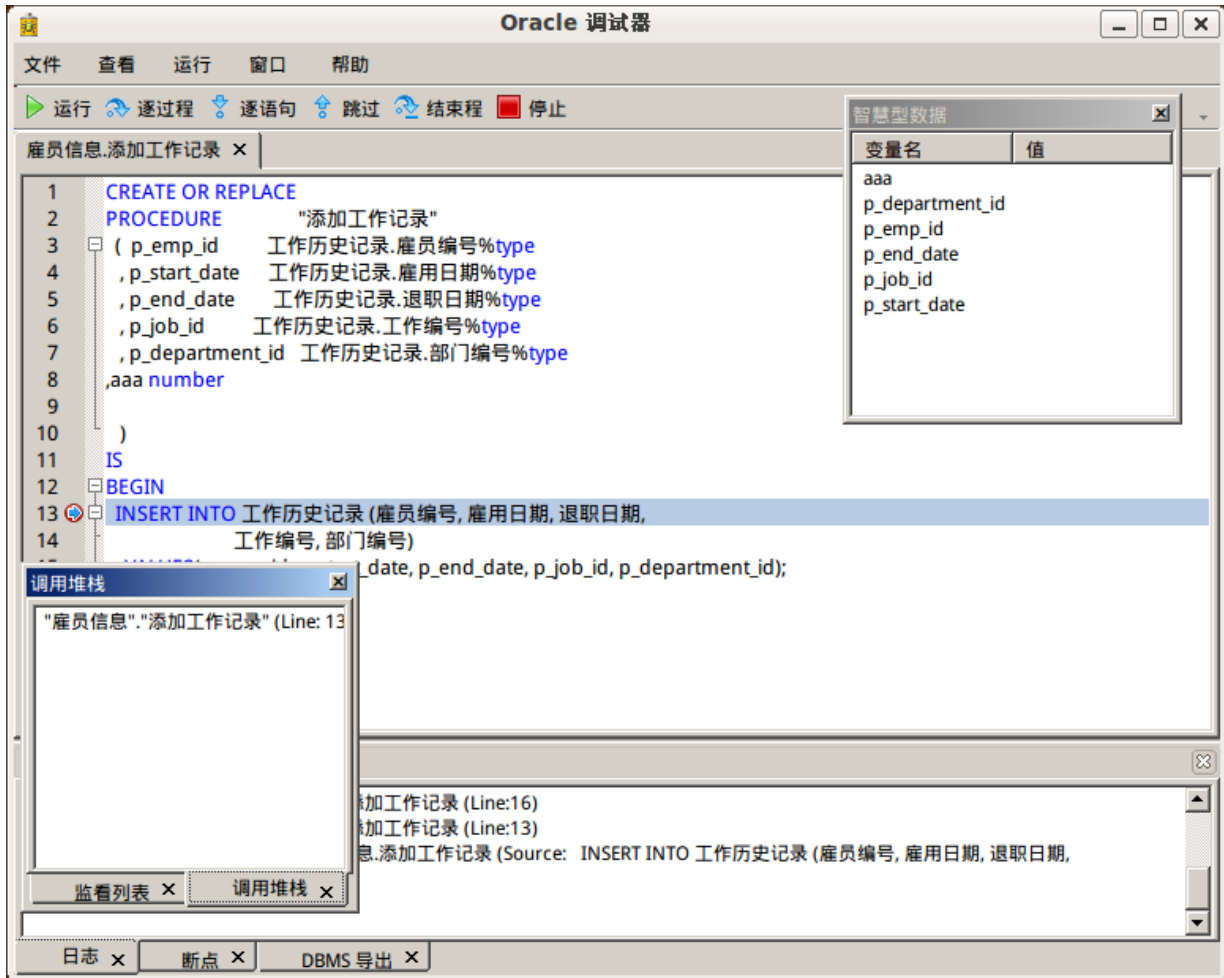 Oracle 调试器
文件 查看 运行 窗口 帮助
运行 逐过程 逐语句 跳过 结束程 停止
雇员信息.添加工作记录
智慧型数据
变量名 值
aaa
p_department_id
p_emp_id
p_end_date
p_job_id
p_start_date
1 CREATE OR REPLACE
2 PROCEDURE "添加工作记录"
3 ( p_emp_id 工作历史记录.雇员编号%type
4 , p_start_date 工作历史记录.雇用日期%type
5 , p_end_date 工作历史记录.退职日期%type
6 , p_job_id 工作历史记录.工作编号%type
7 , p_department_id 工作历史记录.部门编号%type
8 ,aaa number
9
10 )
11 IS
12 BEGIN
13 INSERT INTO 工作历史记录 (雇员编号, 雇用日期, 退职日期,
14 工作编号, 部门编号)
_date, p_end_date, p_job_id, p_department_id);
调用堆栈
"雇员信息"."添加工作记录" (Line: 13
监看列表 调用堆栈
加工作记录 (Line:16)
加工作记录 (Line:13)
息.添加工作记录 (Source: INSERT INTO 工作历史记录 (雇员编号, 雇用日期, 退职日期,
日志 断点 DBMS 导出